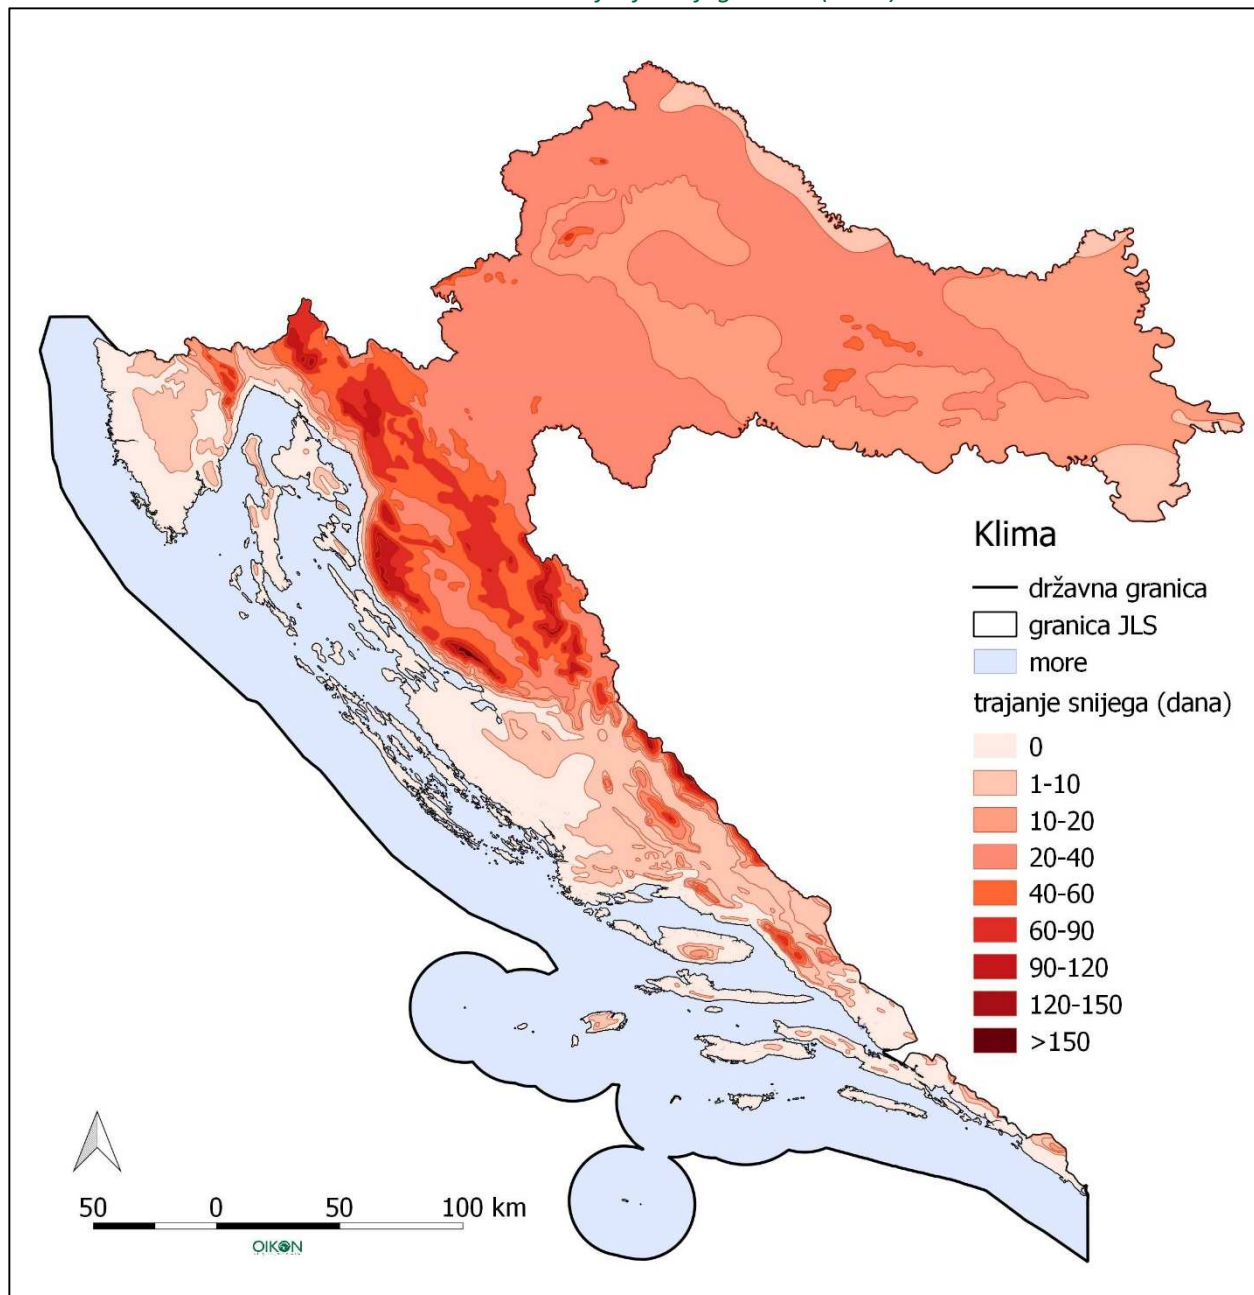 Klima
državna granica
granica JLS
more
trajanje snijega (dana)
0
1-10
10-20
20-40
40-60
60-90
90-120
120-150
>150
50 0 50 100 km
OIKON